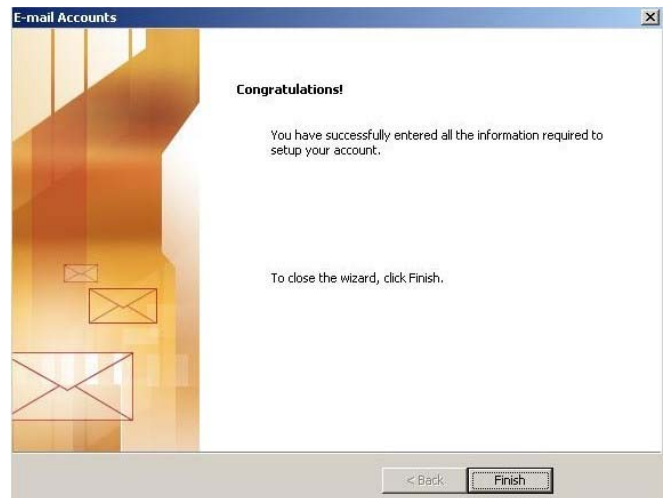 E-mail Accounts
Congratulations!
You have successfully entered all the information required to
setup your account.
To close the wizard, click Finish.
< Back
Finish